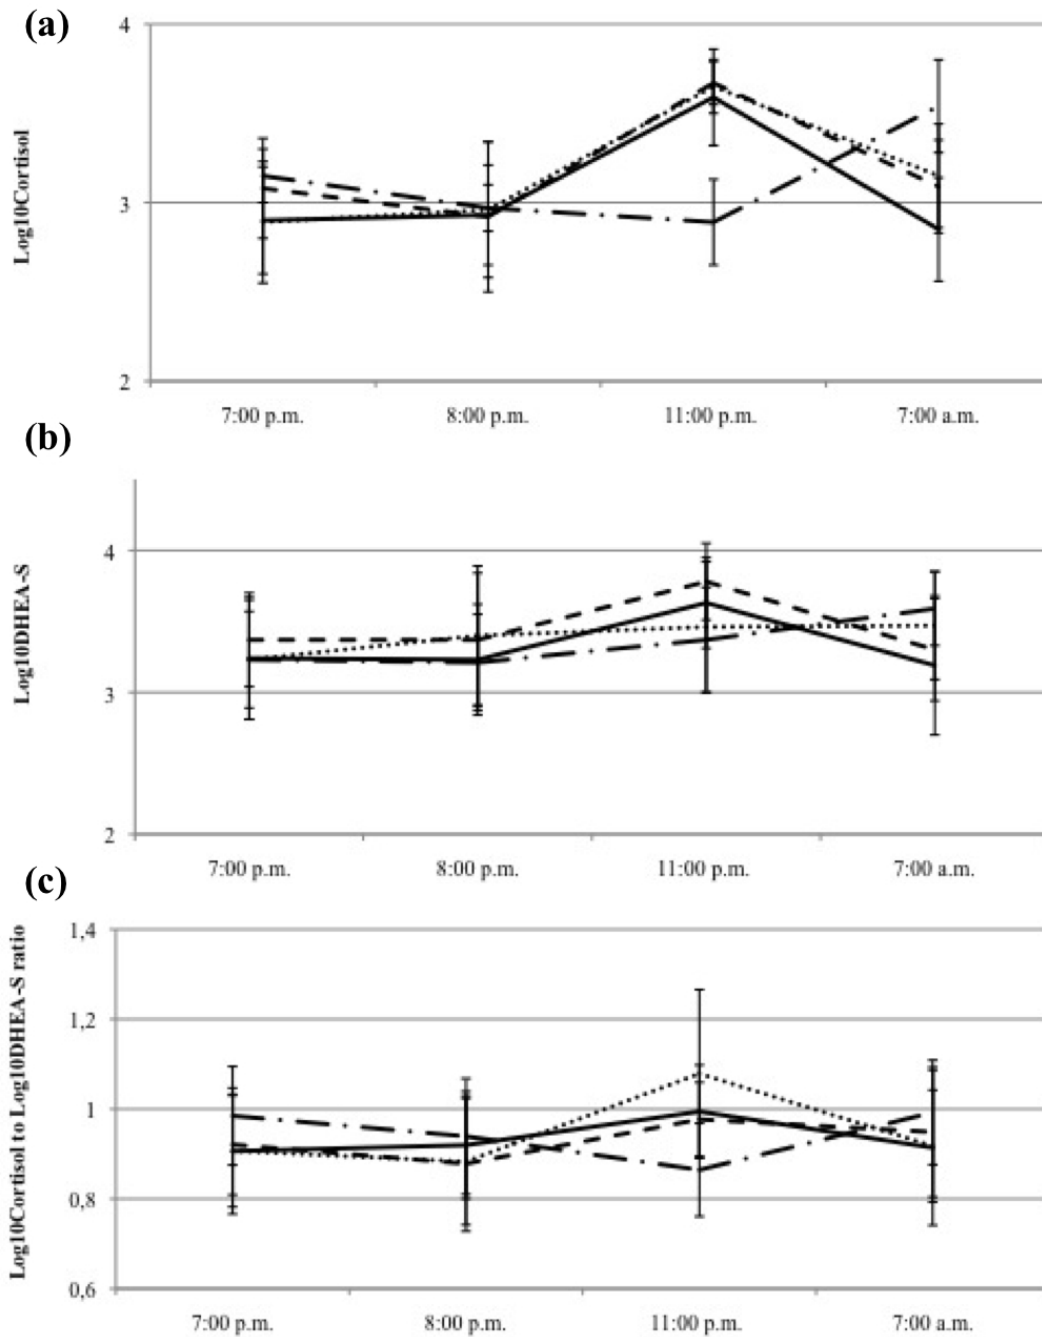 (a)
Log10Cortisol
4
3
2
7:00 p.m. 8:00 p.m. 11:00 p.m. 7:00 a.m.
(b)
Log10DHEA-S
4
3
2
7:00 p.m. 8:00 p.m. 11:00 p.m. 7:00 a.m.
(c)
Log10Cortisol to Log10DHEA-S ratio
1,4
1,2
1
0,8
0,6
7:00 p.m. 8:00 p.m. 11:00 p.m. 7:00 a.m.